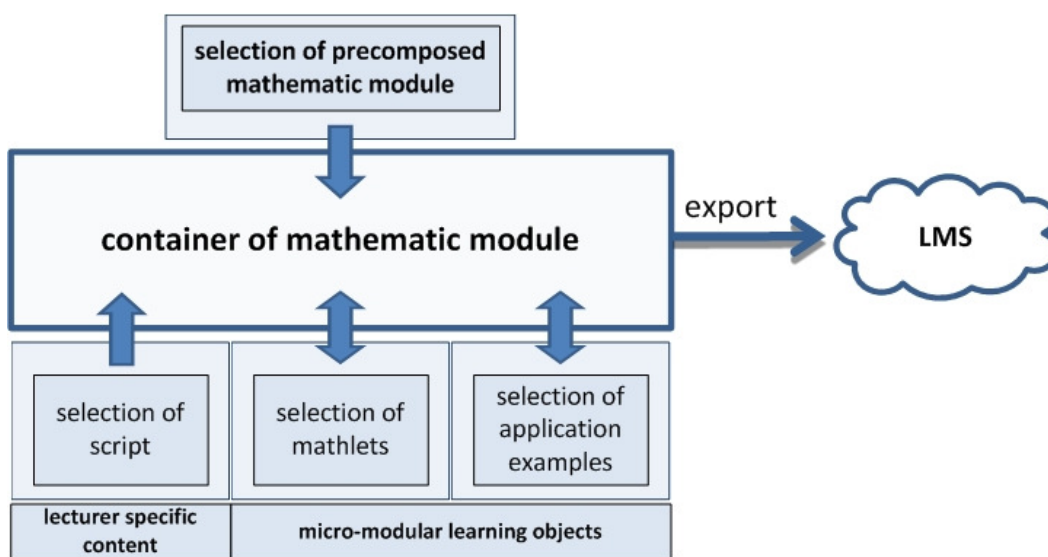 selection of precomposed
mathematic module
container of mathematic module
export
LMS
selection of
script
selection of
mathlets
selection of
application
examples
lecturer specific
content
micro-modular learning objects